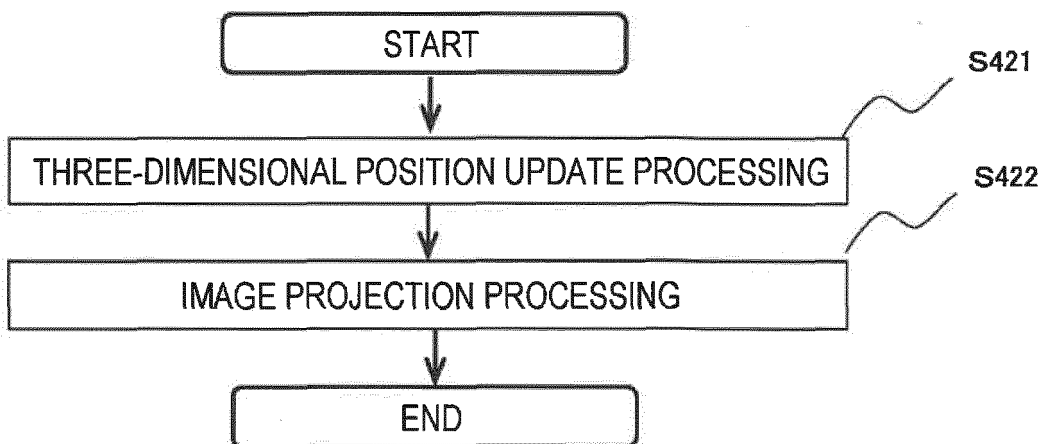 START
S421
THREE-DIMENSIONAL POSITION UPDATE PROCESSING
S422
IMAGE PROJECTION PROCESSING
END